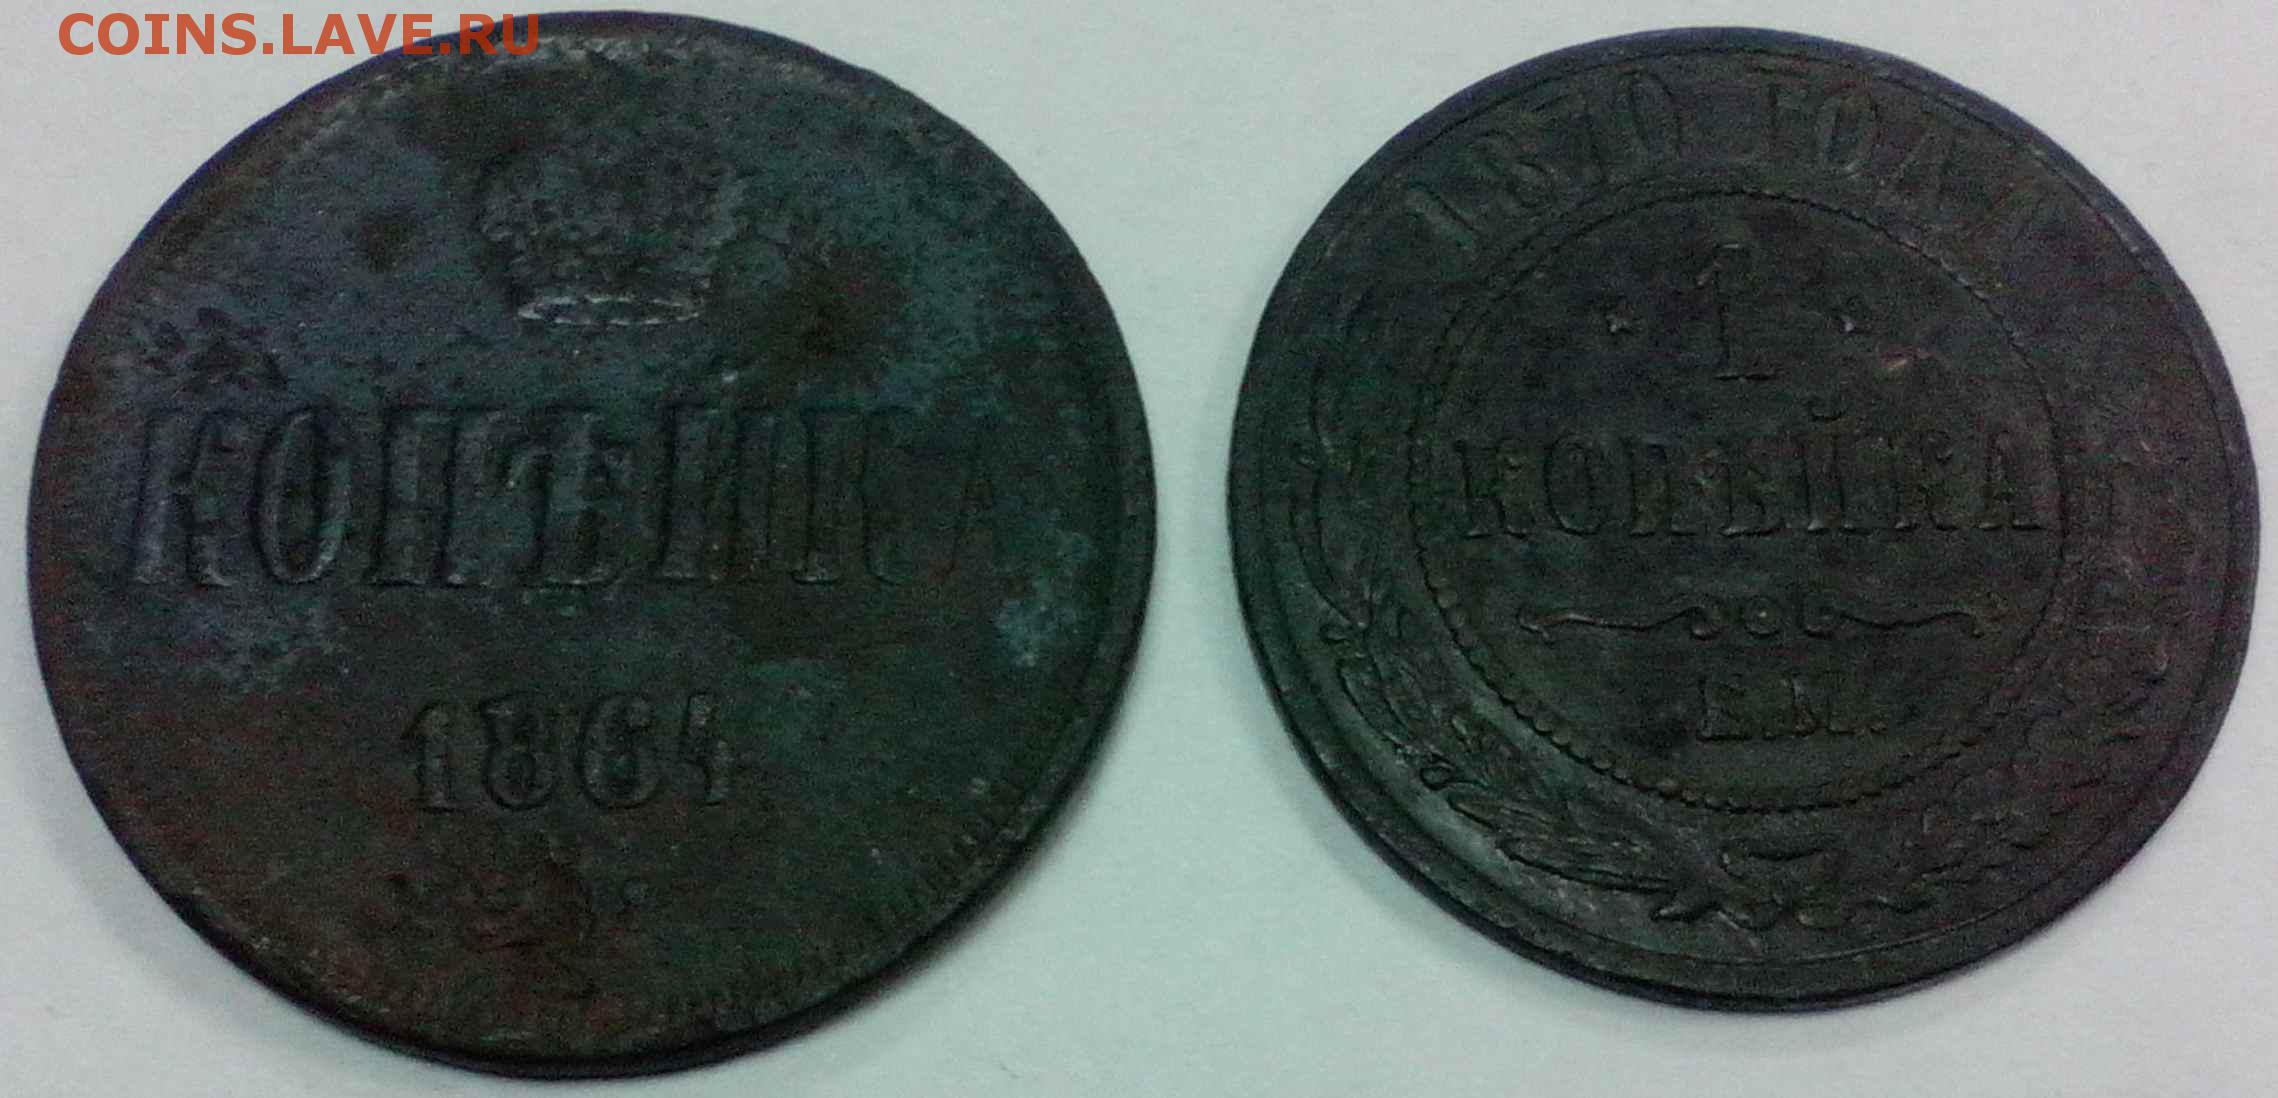 COINS.LAVE.RU
КОПѢЙКА
1864
1870 ГОДА
1
КОПѢЙКА
Е.М.